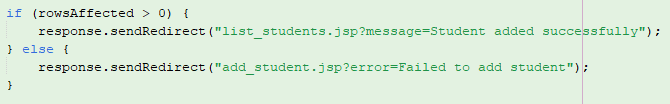 if (rowsAffected > 0) {
    response.sendRedirect("list_students.jsp?message=Student added successfully");
} else {
    response.sendRedirect("add_student.jsp?error=Failed to add student");
}